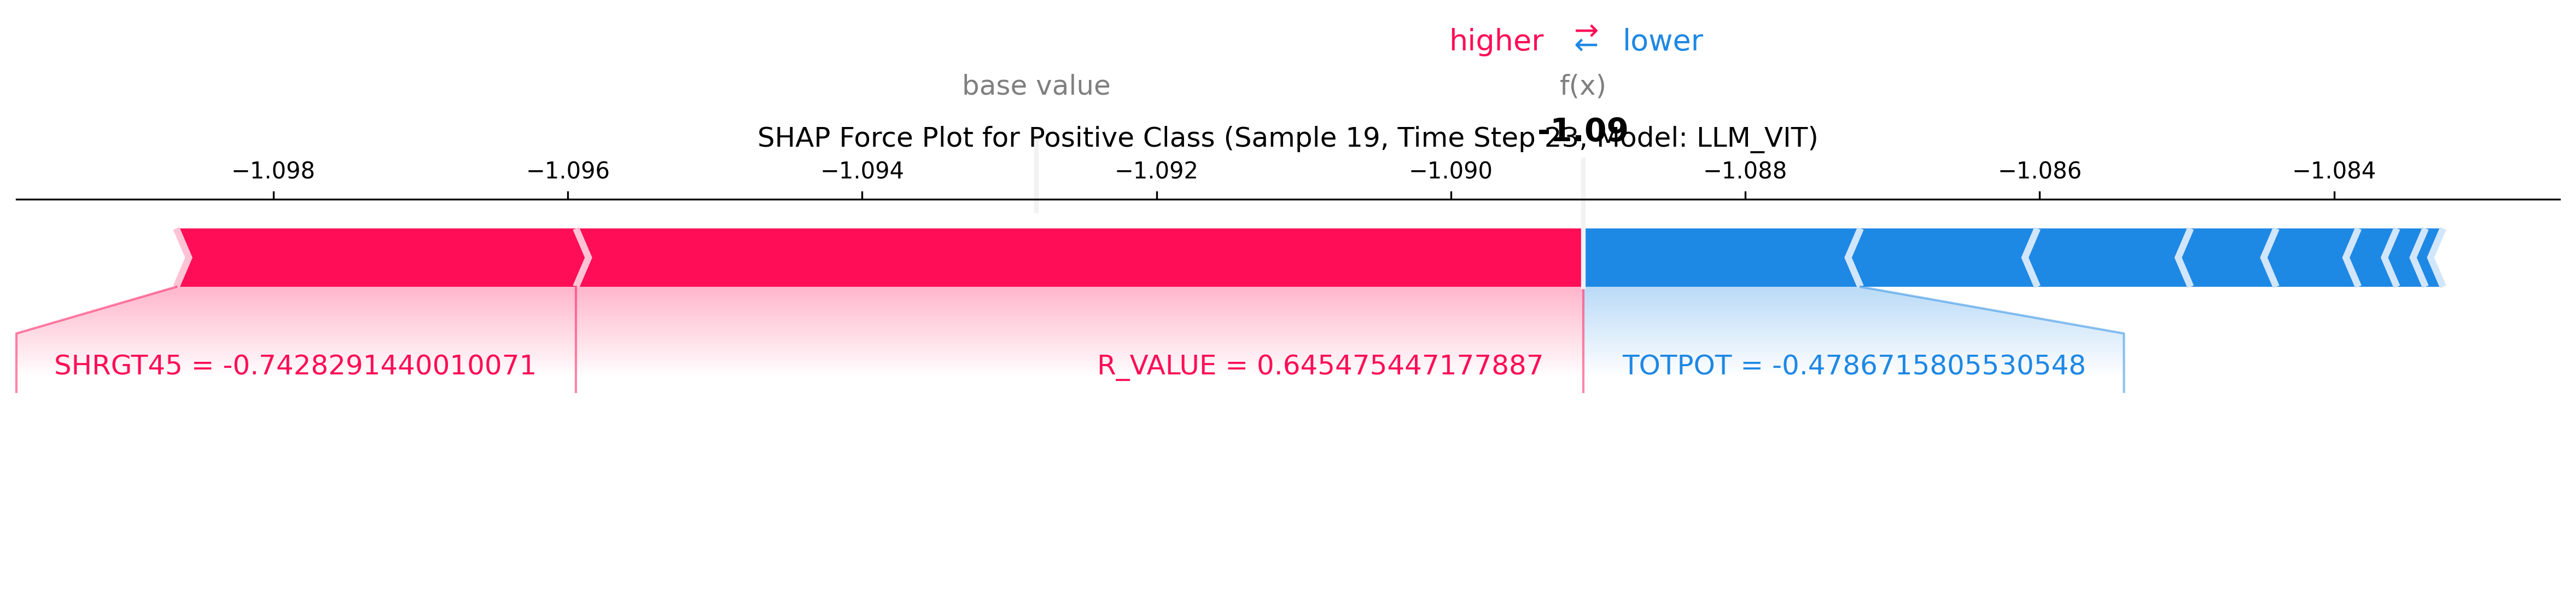 higher ⇄ lower
base value f(x)
-1.09
SHAP Force Plot for Positive Class (Sample 19, Time Step 23, Model: LLM_VIT)
−1.098 −1.096 −1.094 −1.092 −1.090 −1.088 −1.086 −1.084
SHRGT45 = -0.7428291440010071 R_VALUE = 0.645475447177887 TOTPOT = -0.4786715805530548